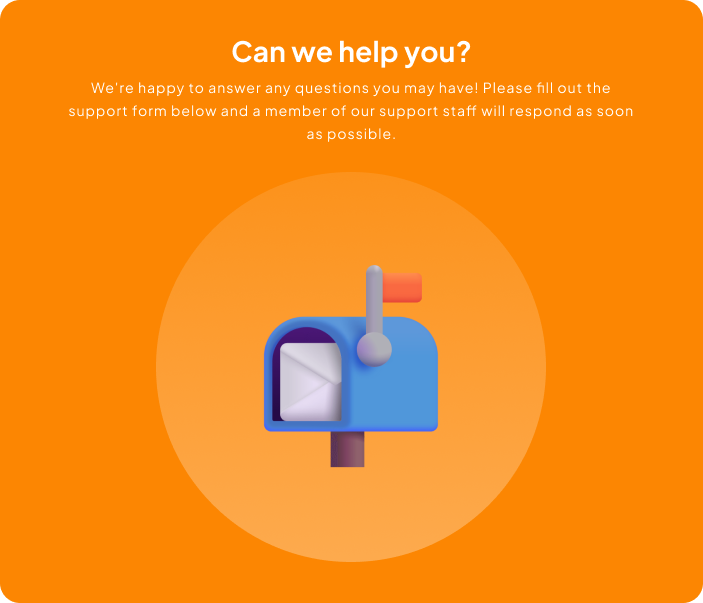 Can we help you?
We're happy to answer any questions you may have! Please fill out the
support form below and a member of our support staff will respond as soon
as possible.